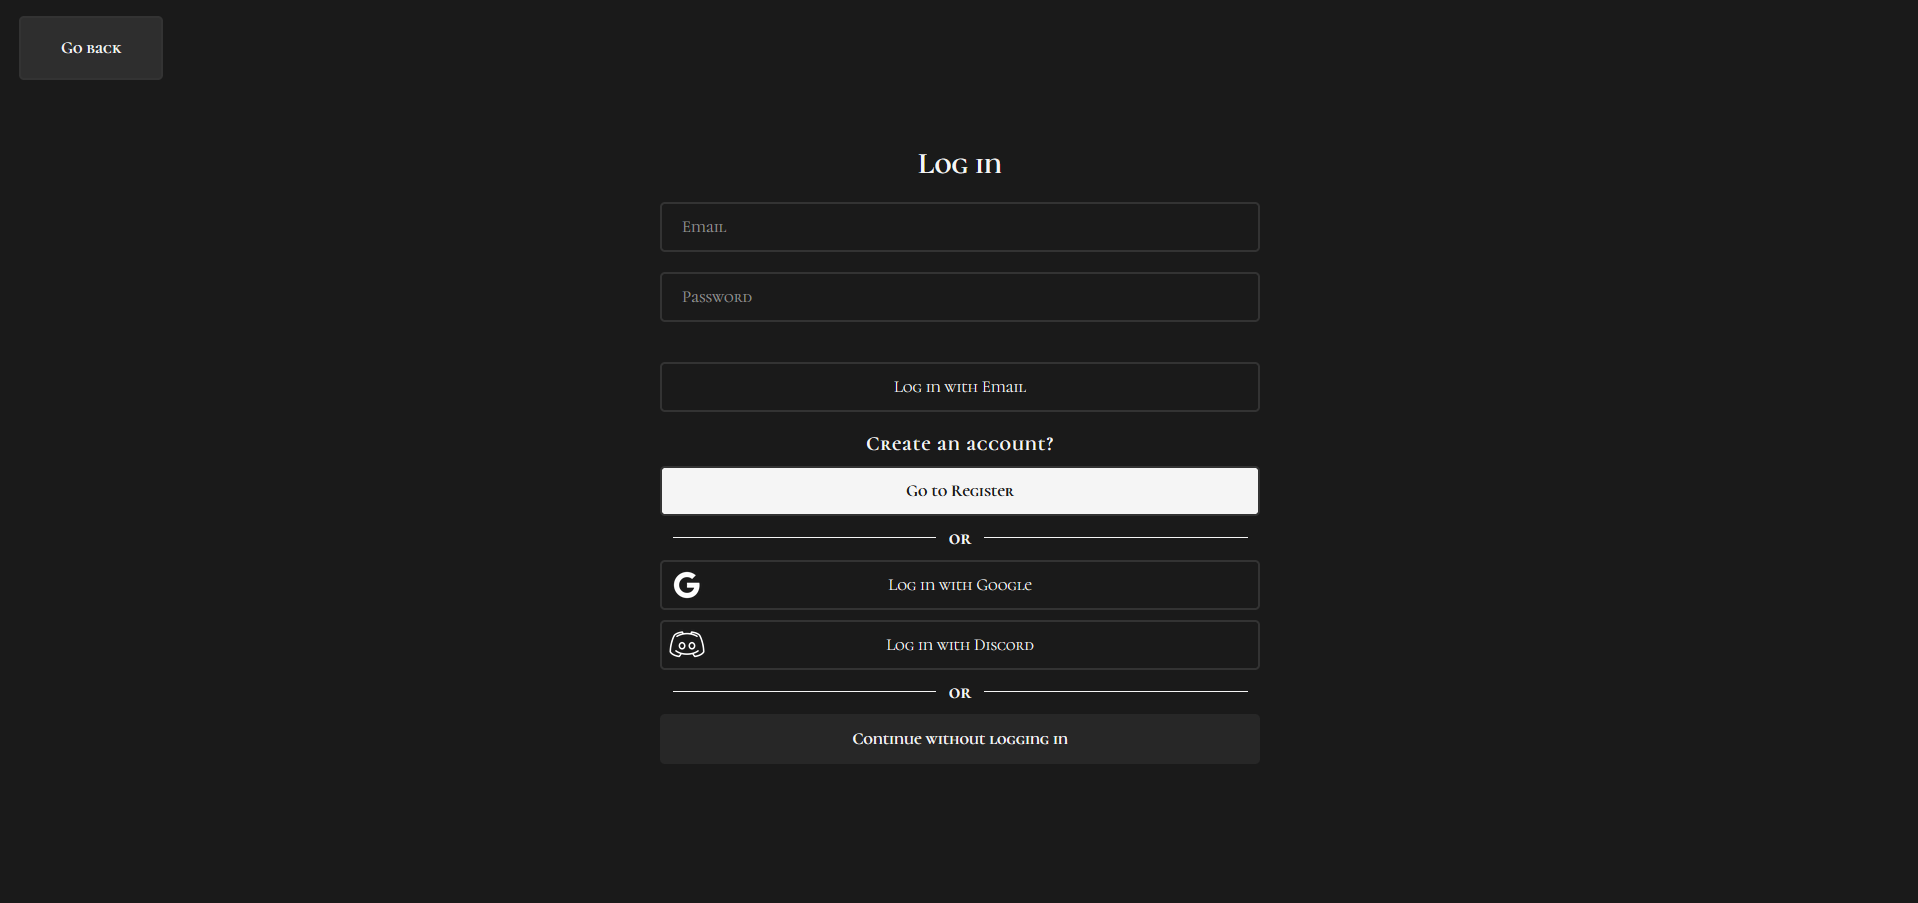 Go back
Log in
Email
Password
Log in with Email
Create an account?
Go to Register
OR
Log in with Google
Log in with Discord
OR
Continue without logging in